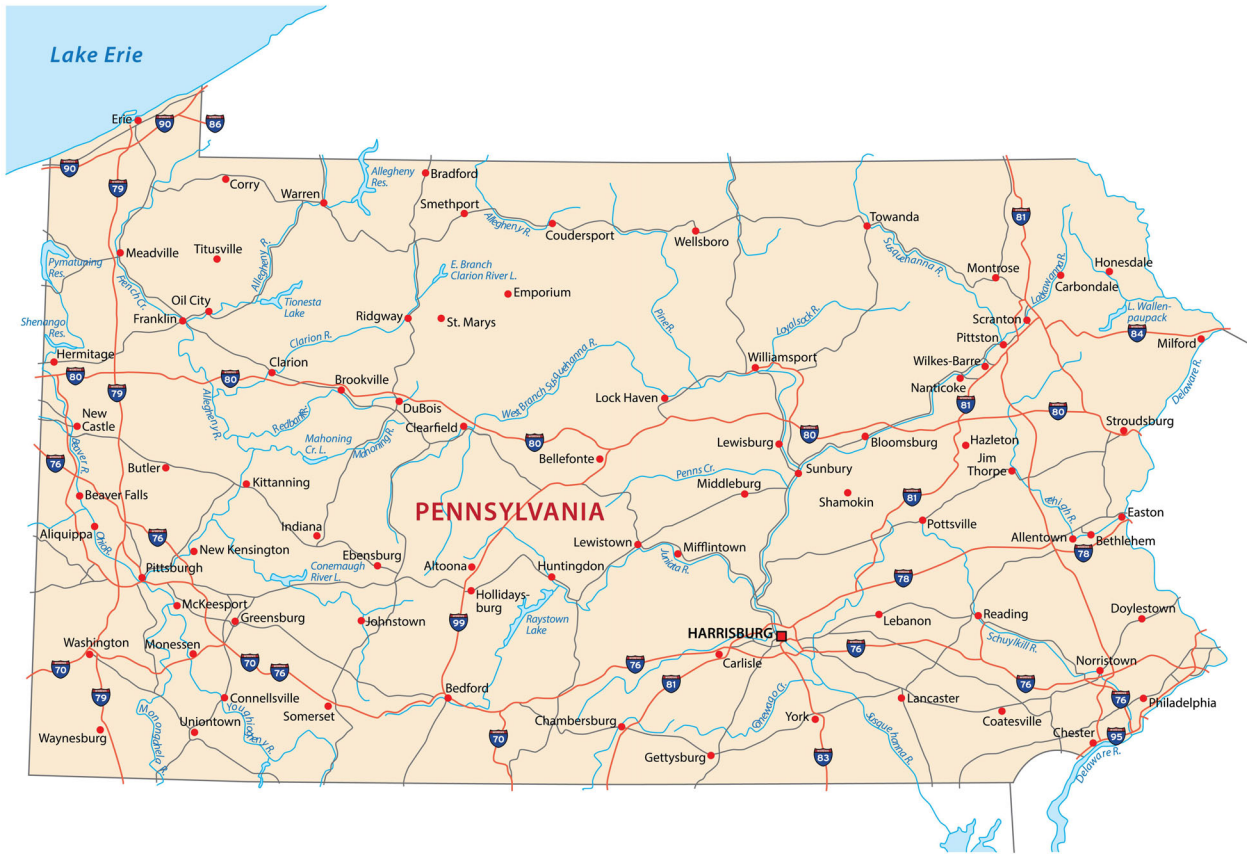 Lake Erie
Erie
90
86
90
79
Corry
Warren
Allegheny
Res.
Bradford
Smethport
Allegheny R.
Coudersport
Wellsboro
Towanda
Susquehanna R.
81
Montrose
Lackawanna R.
Carbondale
Honesdale
L. Wallen-
paupack
Meadville
Titusville
Pymatuning
Res.
French Cr.
Allegheny R.
Oil City
Franklin
Tionesta
Lake
E. Branch
Clarion River L.
Emporium
Ridgway
St. Marys
Pine R.
Loyalsock R.
Scranton
Pittston
84
Milford
Shenango
Res.
Hermitage
80
79
80
Clarion R.
Clarion
Brookville
DuBois
Clearfield
West Branch Susquehanna R.
Williamsport
Lock Haven
Wilkes-Barre
Nanticoke
81
80
Delaware R.
Stroudsburg
New
Castle
Beaver R.
76
Allegheny R.
Redbank R.
Mahoning
Cr. L.
Mahoning R.
80
Bellefonte
Lewisburg
80
Bloomsburg
Hazleton
Jim
Thorpe
Butler
Kittanning
Beaver Falls
PENNSYLVANIA
Penns Cr.
Middleburg
Sunbury
Shamokin
81
Lehigh R.
Easton
Aliquippa
Ohio R.
76
New Kensington
Indiana
Ebensburg
Lewistown
Mifflintown
Juniata R.
Pottsville
Allentown
Bethlehem
78
Pittsburgh
Conemaugh
River L.
Altoona
Huntingdon
78
McKeesport
Greensburg
Johnstown
Hollidays-
burg
99
Raystown
Lake
HARRISBURG
Lebanon
Reading
Doylestown
Schuylkill R.
Washington
Monessen
70
70
76
76
Carlisle
81
76
76
Norristown
79
Connellsville
Somerset
Bedford
Chambersburg
Conewago Cr.
York
Lancaster
Coatesville
76
Philadelphia
Waynesburg
Monongahela R.
Uniontown
Youghiogheny R.
70
Gettysburg
83
Susquehanna R.
Chester
95
Delaware R.